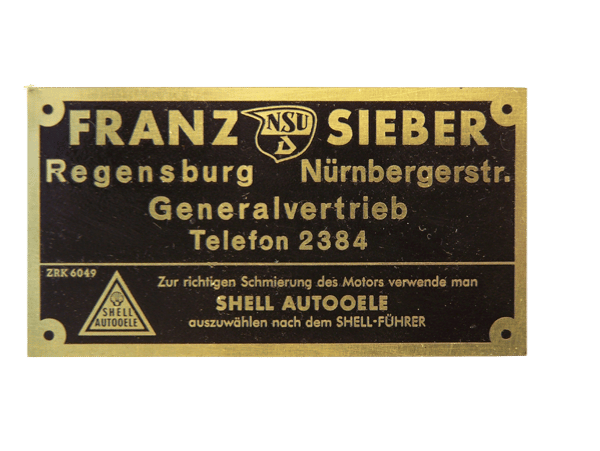 FRANZ NSU D SIEBER
Regensburg Nürnbergerstr.
Generalvertrieb
Telefon 2384
ZRK 6049
SHELL
AUTOOELE
Zur richtigen Schmierung des Motors verwende man
SHELL AUTOOELE
auszuwählen nach dem SHELL-FÜHRER